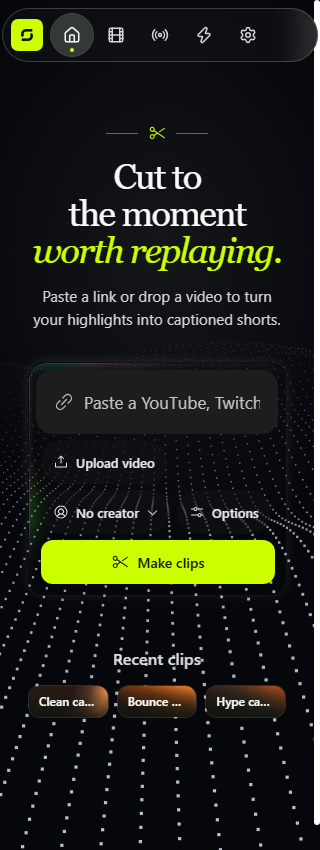 Cut to
the moment
worth replaying.
Paste a link or drop a video to turn
your highlights into captioned shorts.
Paste a YouTube, Twitch
Upload video
No creator
Options
Make clips
Recent clips
Clean ca...
Bounce ...
Hype ca...